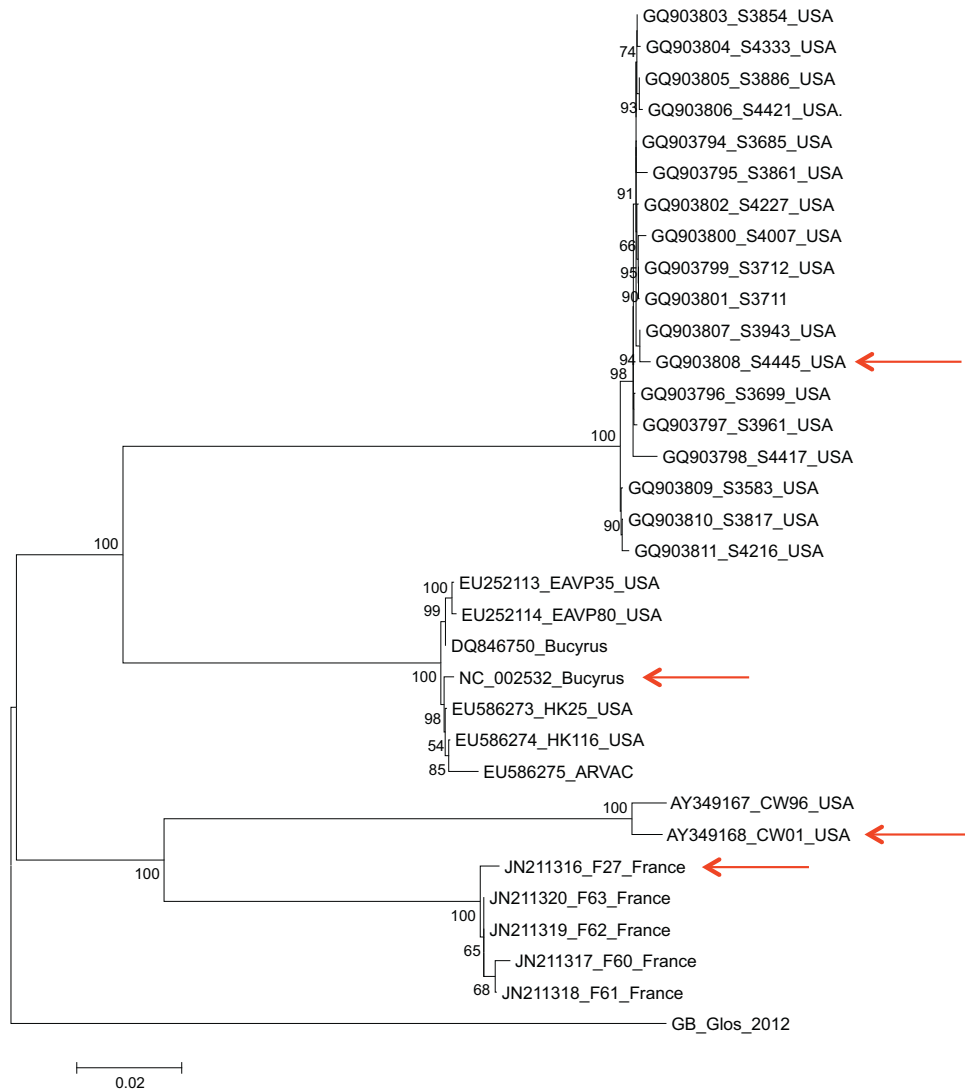 GQ903803_S3854_USA
74
GQ903804_S4333_USA
GQ903805_S3886_USA
93
GQ903806_S4421_USA.
GQ903794_S3685_USA
GQ903795_S3861_USA
91
GQ903802_S4227_USA
GQ903800_S4007_USA
66
GQ903799_S3712_USA
95
90
GQ903801_S3711
GQ903807_S3943_USA
94
GQ903808_S4445_USA
98
GQ903796_S3699_USA
GQ903797_S3961_USA
100
GQ903798_S4417_USA
GQ903809_S3583_USA
GQ903810_S3817_USA
90
GQ903811_S4216_USA
100
EU252113_EAVP35_USA
100
99
EU252114_EAVP80_USA
DQ846750_Bucyrus
100
NC_002532_Bucyrus
EU586273_HK25_USA
98
EU586274_HK116_USA
54
85
EU586275_ARVAC
AY349167_CW96_USA
100
AY349168_CW01_USA
100
JN211316_F27_France
JN211320_F63_France
100
JN211319_F62_France
65
JN211317_F60_France
68
JN211318_F61_France
GB_Glos_2012
0.02